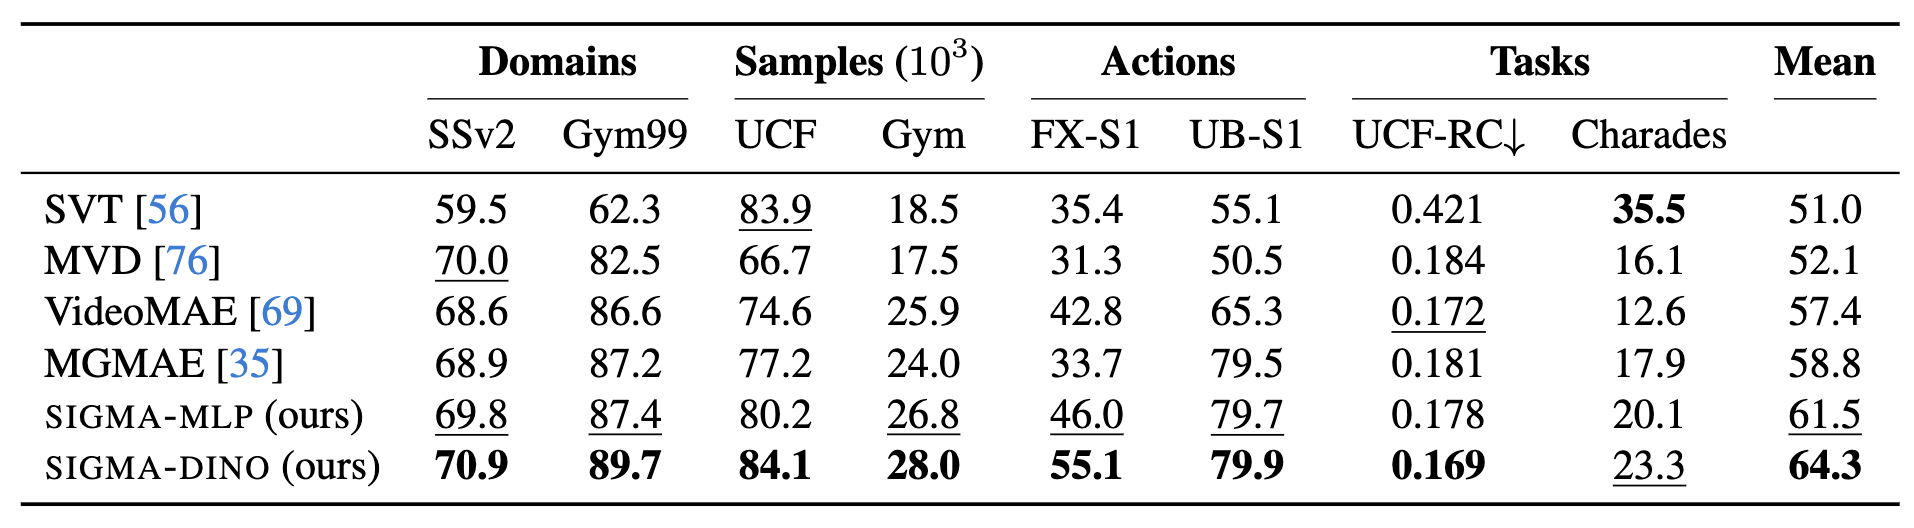 Domains Samples (10³) Actions Tasks Mean
SSv2 Gym99 UCF Gym FX-S1 UB-S1 UCF-RC↓ Charades
SVT [56] 59.5 62.3 83.9 18.5 35.4 55.1 0.421 35.5 51.0
MVD [76] 70.0 82.5 66.7 17.5 31.3 50.5 0.184 16.1 52.1
VideoMAE [69] 68.6 86.6 74.6 25.9 42.8 65.3 0.172 12.6 57.4
MGMAE [35] 68.9 87.2 77.2 24.0 33.7 79.5 0.181 17.9 58.8
SIGMA-MLP (ours) 69.8 87.4 80.2 26.8 46.0 79.7 0.178 20.1 61.5
SIGMA-DINO (ours) 70.9 89.7 84.1 28.0 55.1 79.9 0.169 23.3 64.3